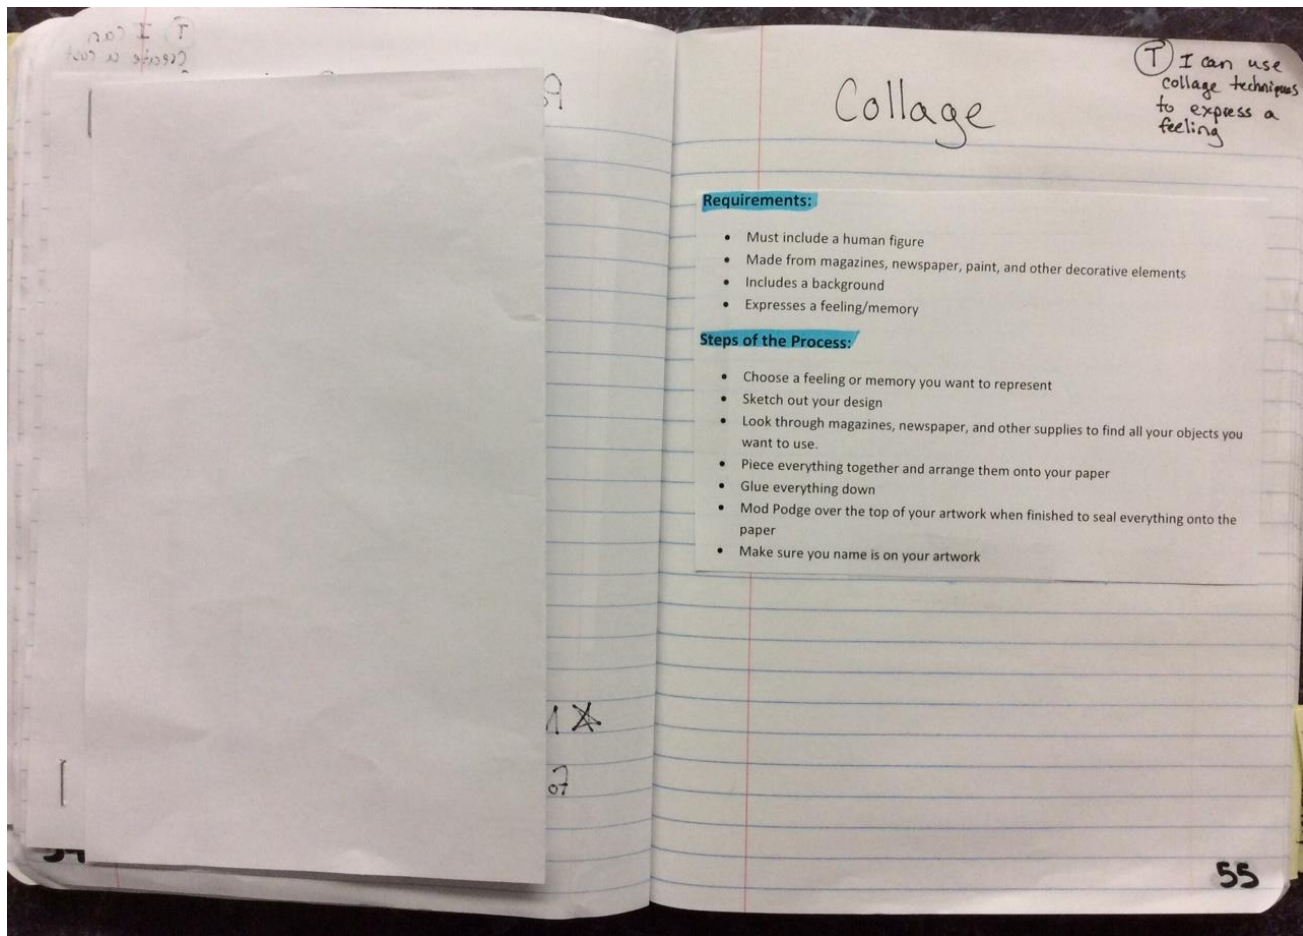 Collage
Ⓣ I can use
collage techniques
to express a
feeling
Requirements:
• Must include a human figure
• Made from magazines, newspaper, paint, and other decorative elements
• Includes a background
• Expresses a feeling/memory
Steps of the Process:
• Choose a feeling or memory you want to represent
• Sketch out your design
• Look through magazines, newspaper, and other supplies to find all your objects you
want to use.
• Piece everything together and arrange them onto your paper
• Glue everything down
• Mod Podge over the top of your artwork when finished to seal everything onto the
paper
• Make sure you name is on your artwork
55